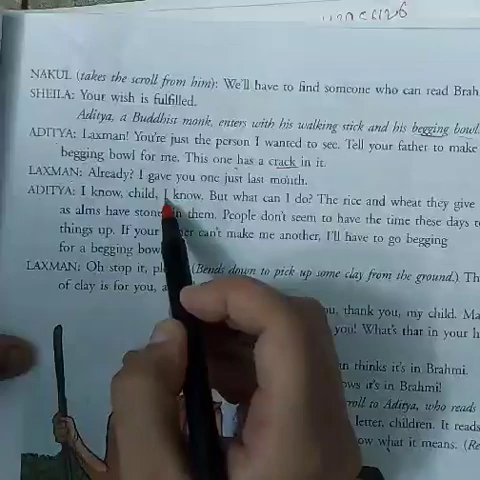 NAKUL (takes the scroll from him): We'll have to find someone who can read Brah
SHEILA: Your wish is fulfilled.
Aditya, a Buddhist monk, enters with his walking stick and his begging bowl.
ADITYA: Laxman! You're just the person I wanted to see. Tell your father to make
begging bowl for me. This one has a crack in it.
LAXMAN: Already? I gave you one just last month.
ADITYA: I know, child, I know. But what can I do? The rice and wheat they give
as alms have stone in them. People don't seem to have the time these days t
things up. If your can't make me another, I'll have to go begging
for a begging bow
LAXMAN: Oh stop it, pl (Bends down to pick up some clay from the ground.) Th
of clay is for you, a
u, thank you, my child. Ma
you! What's that in your h
n thinks it's in Brahmi.
ows it's in Brahmi!
roll to Aditya, who reads
letter, children. It reads
ow what it means. (Re